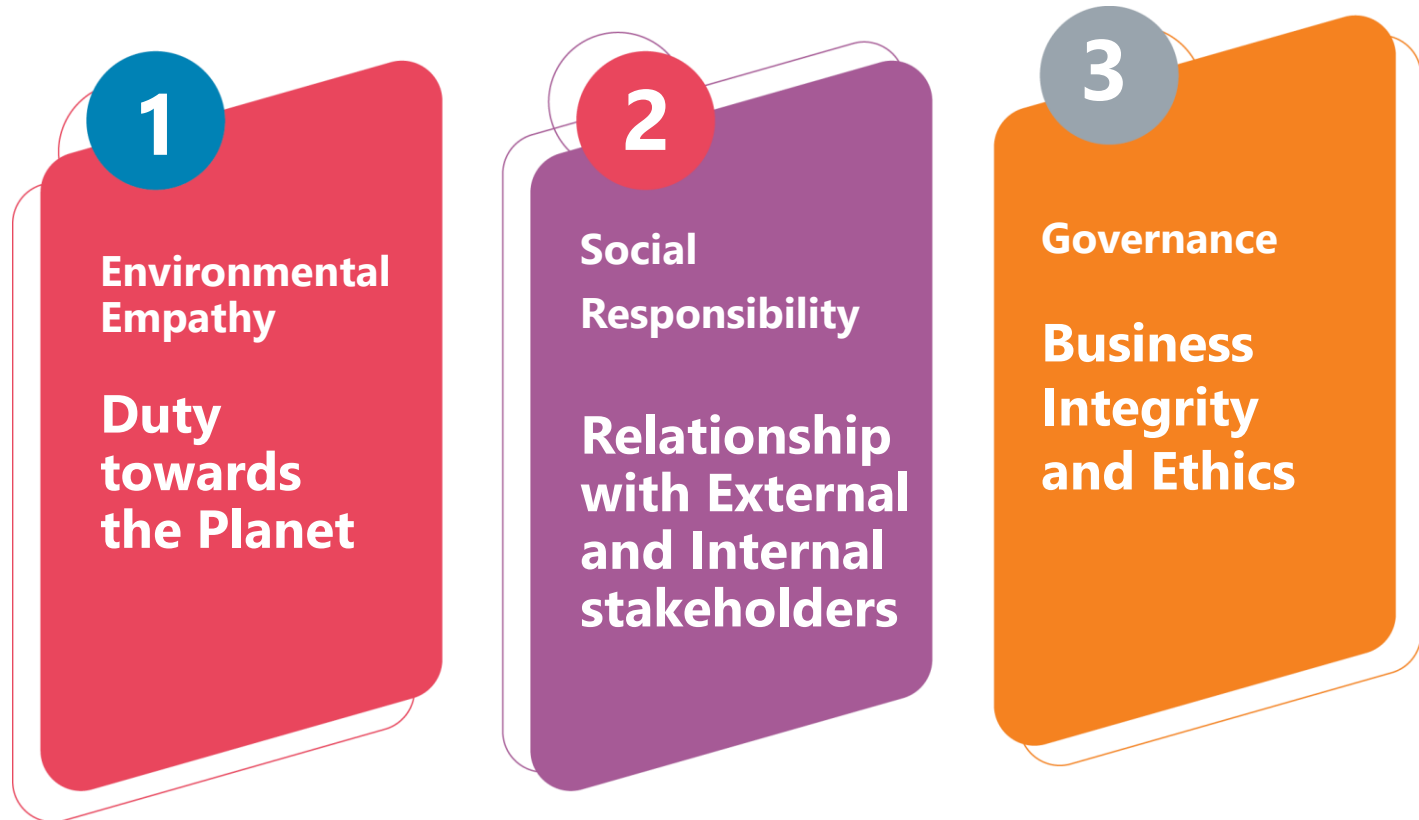 1
Environmental
Empathy
Duty
towards
the Planet
2
Social
Responsibility
Relationship
with External
and Internal
stakeholders
3
Governance
Business
Integrity
and Ethics